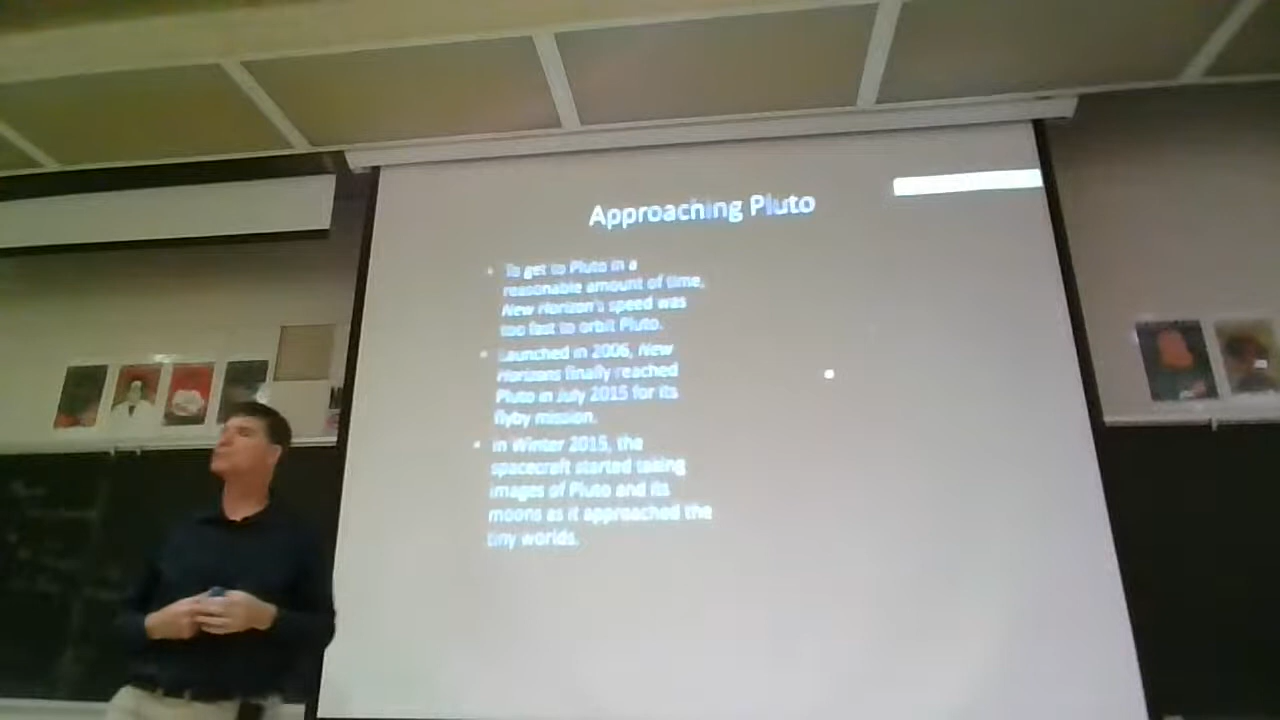 Approaching Pluto
• To get to Pluto in a
reasonable amount of time,
New Horizon's speed was
too fast to orbit Pluto.
• Launched in 2006, New
Horizons finally reached
Pluto in July 2015 for its
flyby mission.
• In Winter 2015, the
spacecraft started taking
images of Pluto and its
moons as it approached the
tiny worlds.